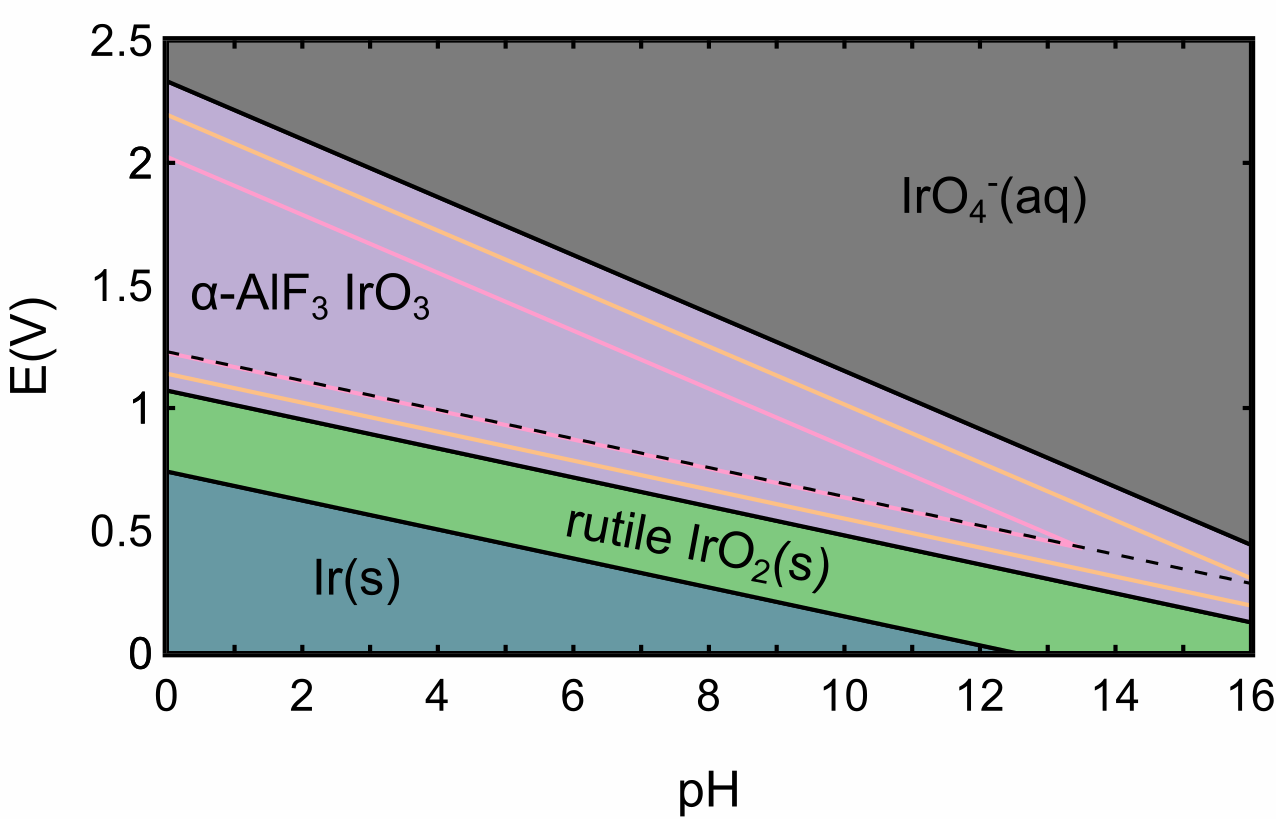 2.5
2
1.5
1
0.5
0
E(V)
IrO₄⁻(aq)
α-AlF₃ IrO₃
rutile IrO₂(s)
Ir(s)
0 2 4 6 8 10 12 14 16
pH